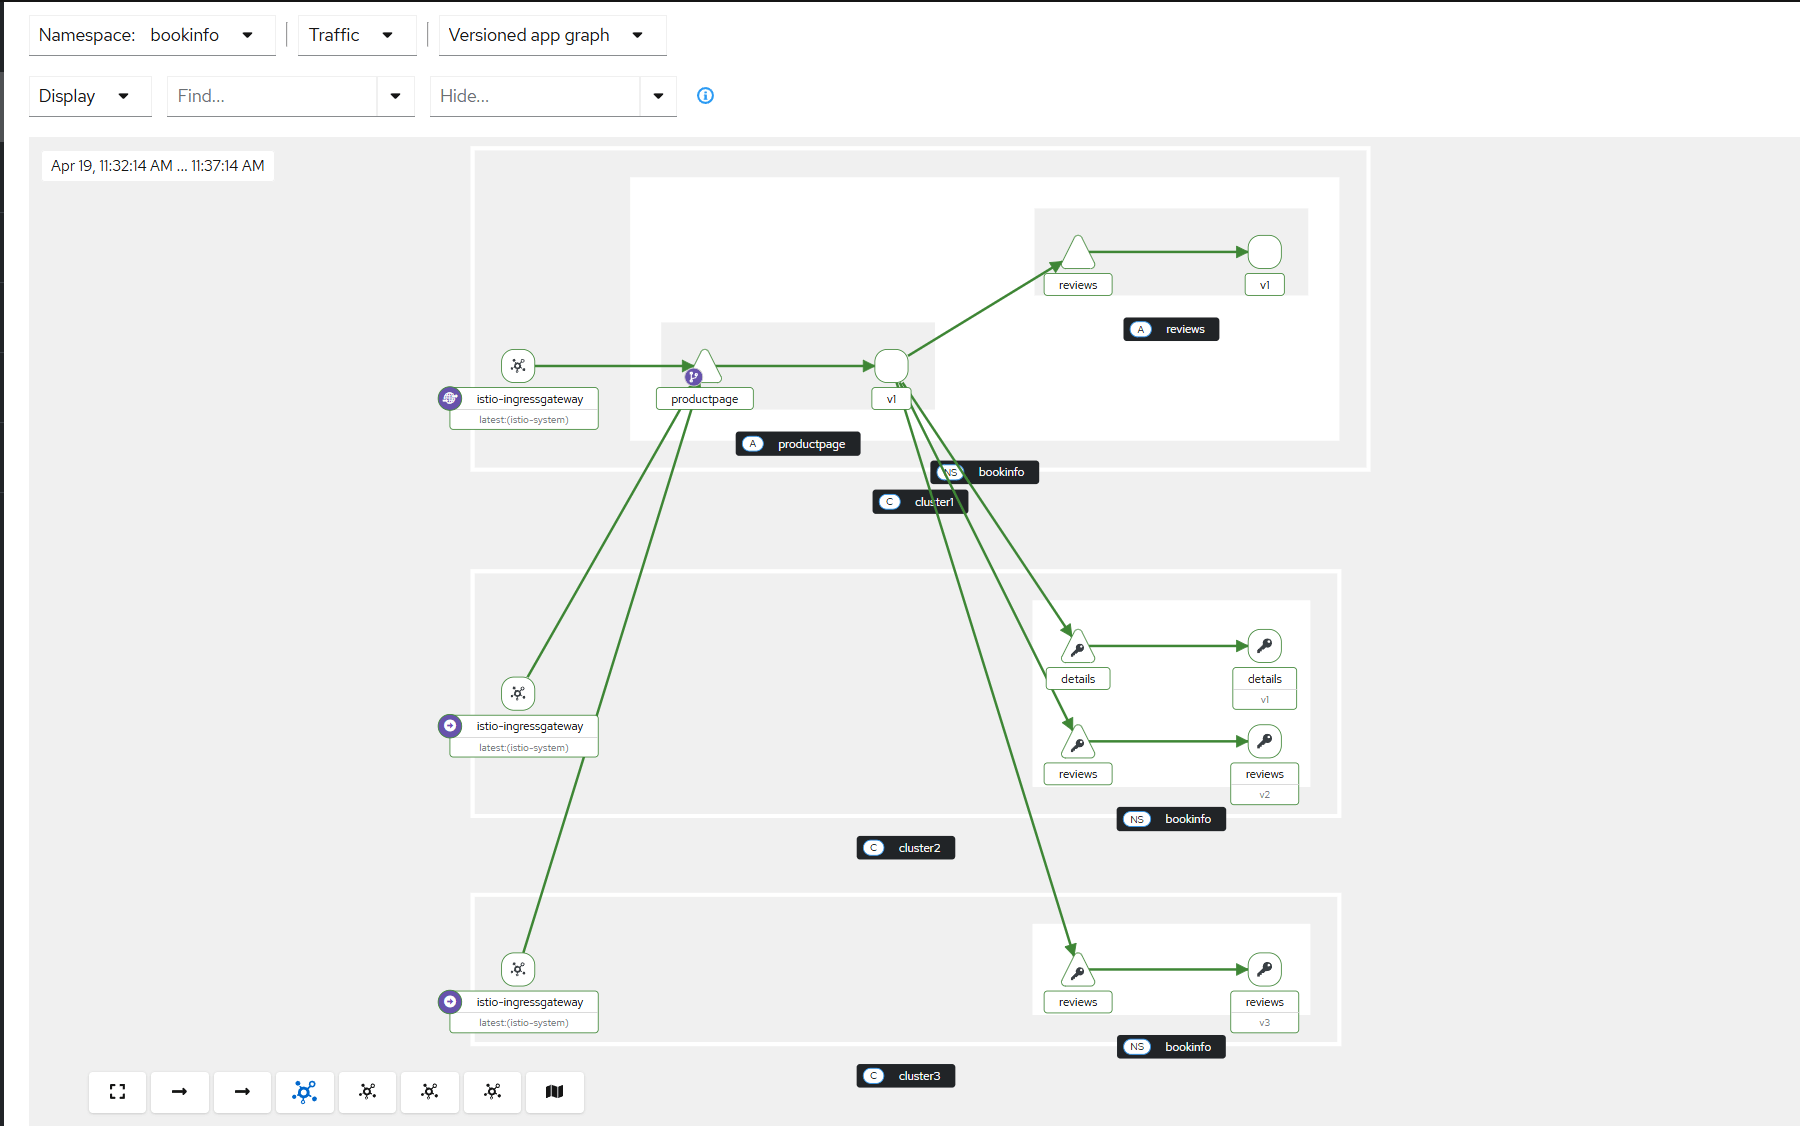 Namespace: bookinfo
Traffic
Versioned app graph
Display
Find...
Hide...
Apr 19, 11:32:14 AM ... 11:37:14 AM
reviews
v1
A reviews
istio-ingressgateway
latest:(istio-system)
productpage
v1
A productpage
NS bookinfo
C cluster1
details
details
v1
istio-ingressgateway
latest:(istio-system)
reviews
reviews
v2
NS bookinfo
C cluster2
istio-ingressgateway
latest:(istio-system)
reviews
reviews
v3
NS bookinfo
C cluster3